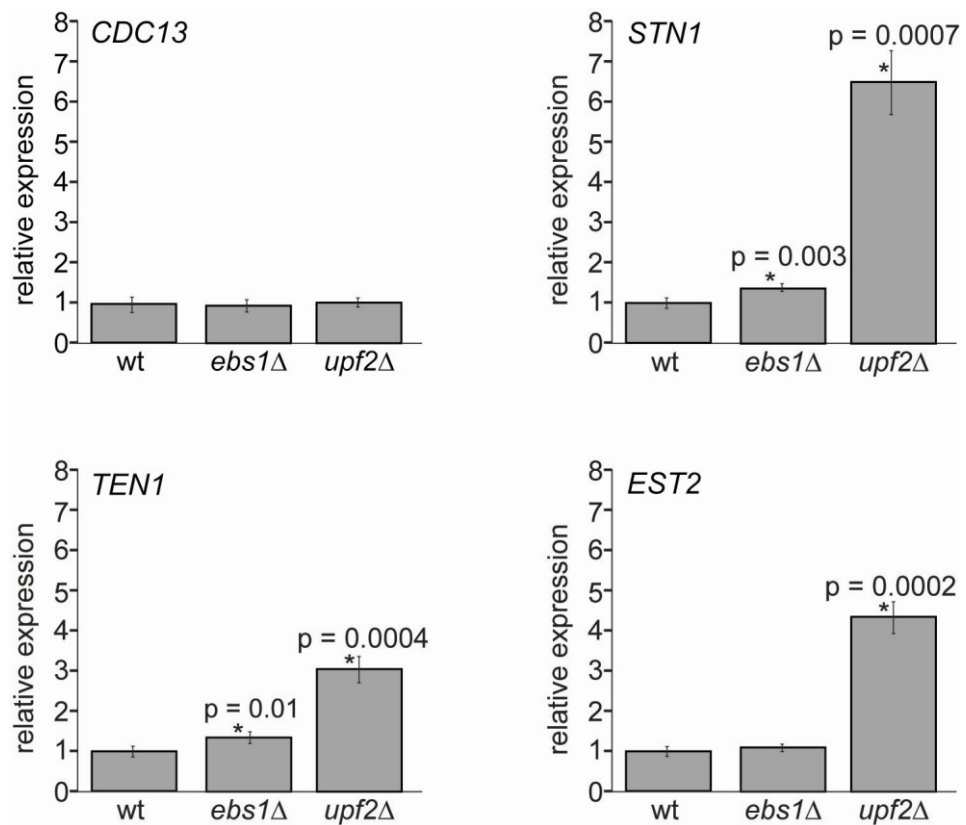 CDC13
relative expression
8
7
6
5
4
3
2
1
0
wt
ebs1Δ
upf2Δ
STN1
relative expression
8
7
6
5
4
3
2
1
0
p = 0.0007
*
p = 0.003
*
wt
ebs1Δ
upf2Δ
TEN1
relative expression
8
7
6
5
4
3
2
1
0
p = 0.0004
*
p = 0.01
*
wt
ebs1Δ
upf2Δ
EST2
relative expression
8
7
6
5
4
3
2
1
0
p = 0.0002
*
wt
ebs1Δ
upf2Δ